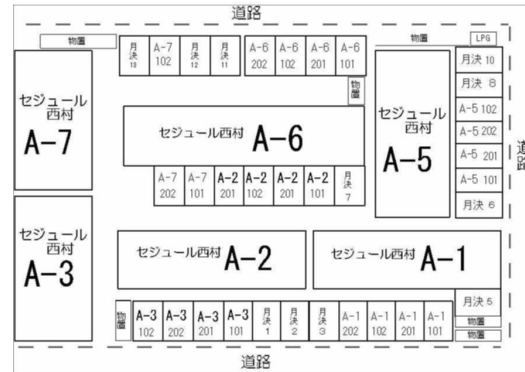 道路
物置
月決
13
A-7
102
月決
12
月決
11
A-6
202
A-6
102
A-6
201
A-6
101
物置
LPG
月決 10
月決 8
A-5 102
A-5 202
A-5 201
A-5 101
月決 6
物置
セジュール
西村
A-7
セジュール西村 A-6
セジュール
西村
A-5
道路
A-7
202
A-7
101
A-2
201
A-2
102
A-2
201
A-2
101
月決
7
セジュール
西村
A-3
セジュール西村 A-2
セジュール西村 A-1
月決 5
物置
物置
物置
A-3
102
A-3
202
A-3
201
A-3
101
月決
1
月決
2
月決
3
A-1
202
A-1
102
A-1
201
A-1
101
道路